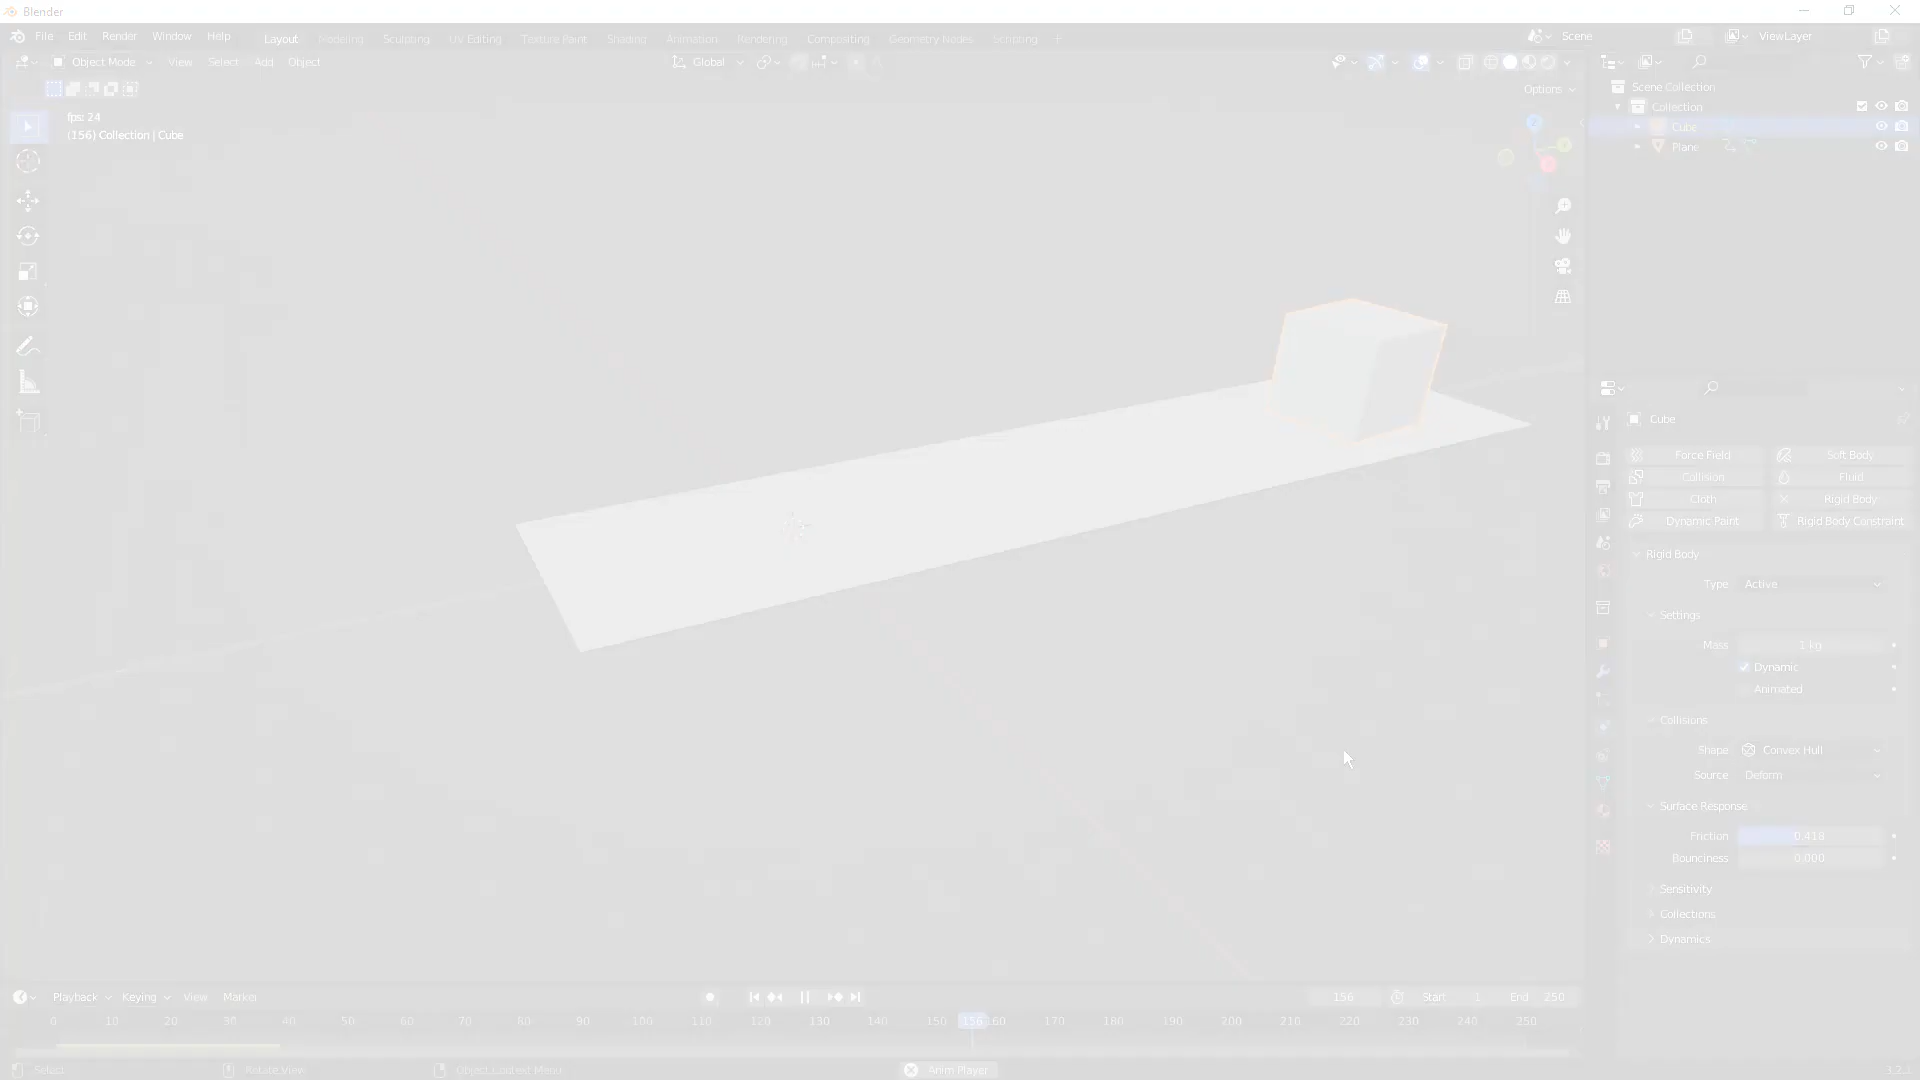 Blender
File Edit Render Window Help Layout Modeling Sculpting UV Editing Texture Paint Shading Animation Rendering Compositing Geometry Nodes Scripting + Scene ViewLayer
Object Mode View Select Add Object Global
Options
fps: 24
(156) Collection | Cube
Scene Collection
Collection
Cube
Plane
Cube
Force Field Soft Body
Collision Fluid
Cloth Rigid Body
Dynamic Paint Rigid Body Constraint
Rigid Body
Type Active
Settings
Mass 1 kg
Dynamic
Animated
Collisions
Shape Convex Hull
Source Deform
Surface Response
Friction 0.418
Bounciness 0.000
Sensitivity
Collections
Dynamics
Playback Keying View Marker 156 Start 1 End 250
0 10 20 30 40 50 60 70 80 90 100 110 120 130 140 150 156 160 170 180 190 200 210 220 230 240 250
Select Rotate View Object Context Menu Anim Player